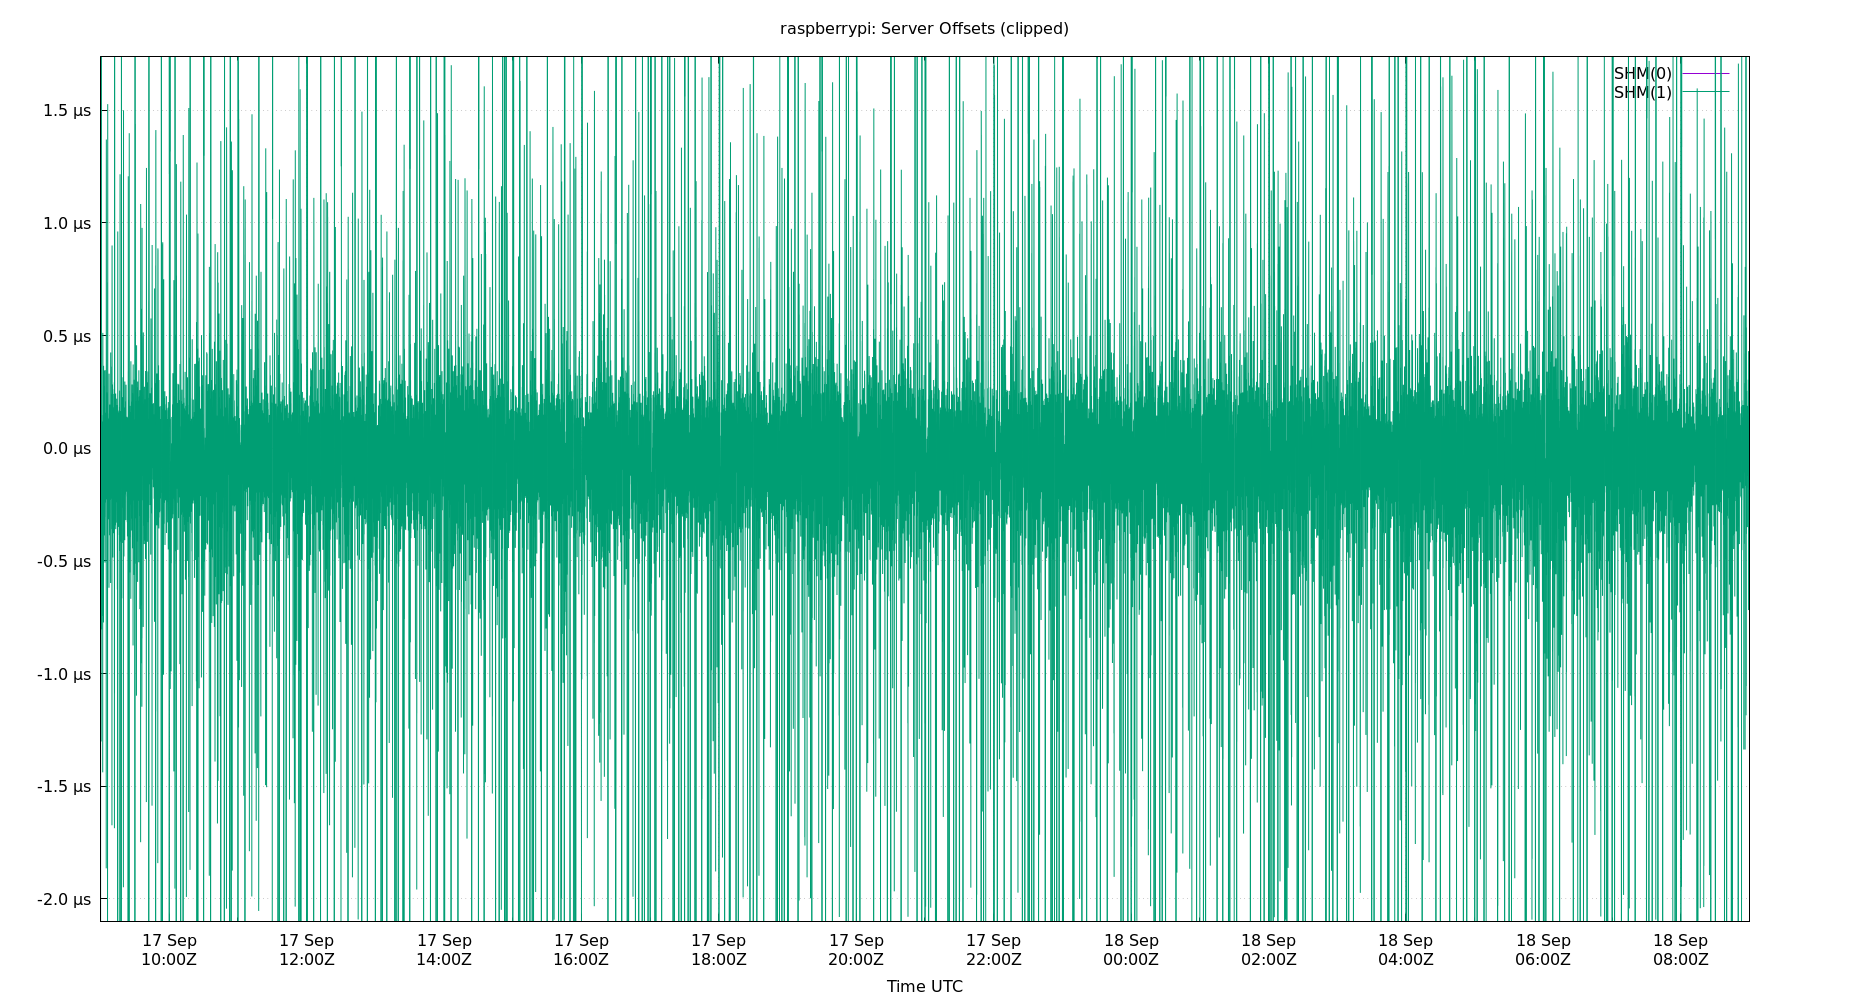 raspberrypi: Server Offsets (clipped)
SHM(0)
SHM(1)
1.5 µs
1.0 µs
0.5 µs
0.0 µs
-0.5 µs
-1.0 µs
-1.5 µs
-2.0 µs
17 Sep 17 Sep 17 Sep 17 Sep 17 Sep 17 Sep 17 Sep 18 Sep 18 Sep 18 Sep 18 Sep 18 Sep
10:00Z 12:00Z 14:00Z 16:00Z 18:00Z 20:00Z 22:00Z 00:00Z 02:00Z 04:00Z 06:00Z 08:00Z
Time UTC